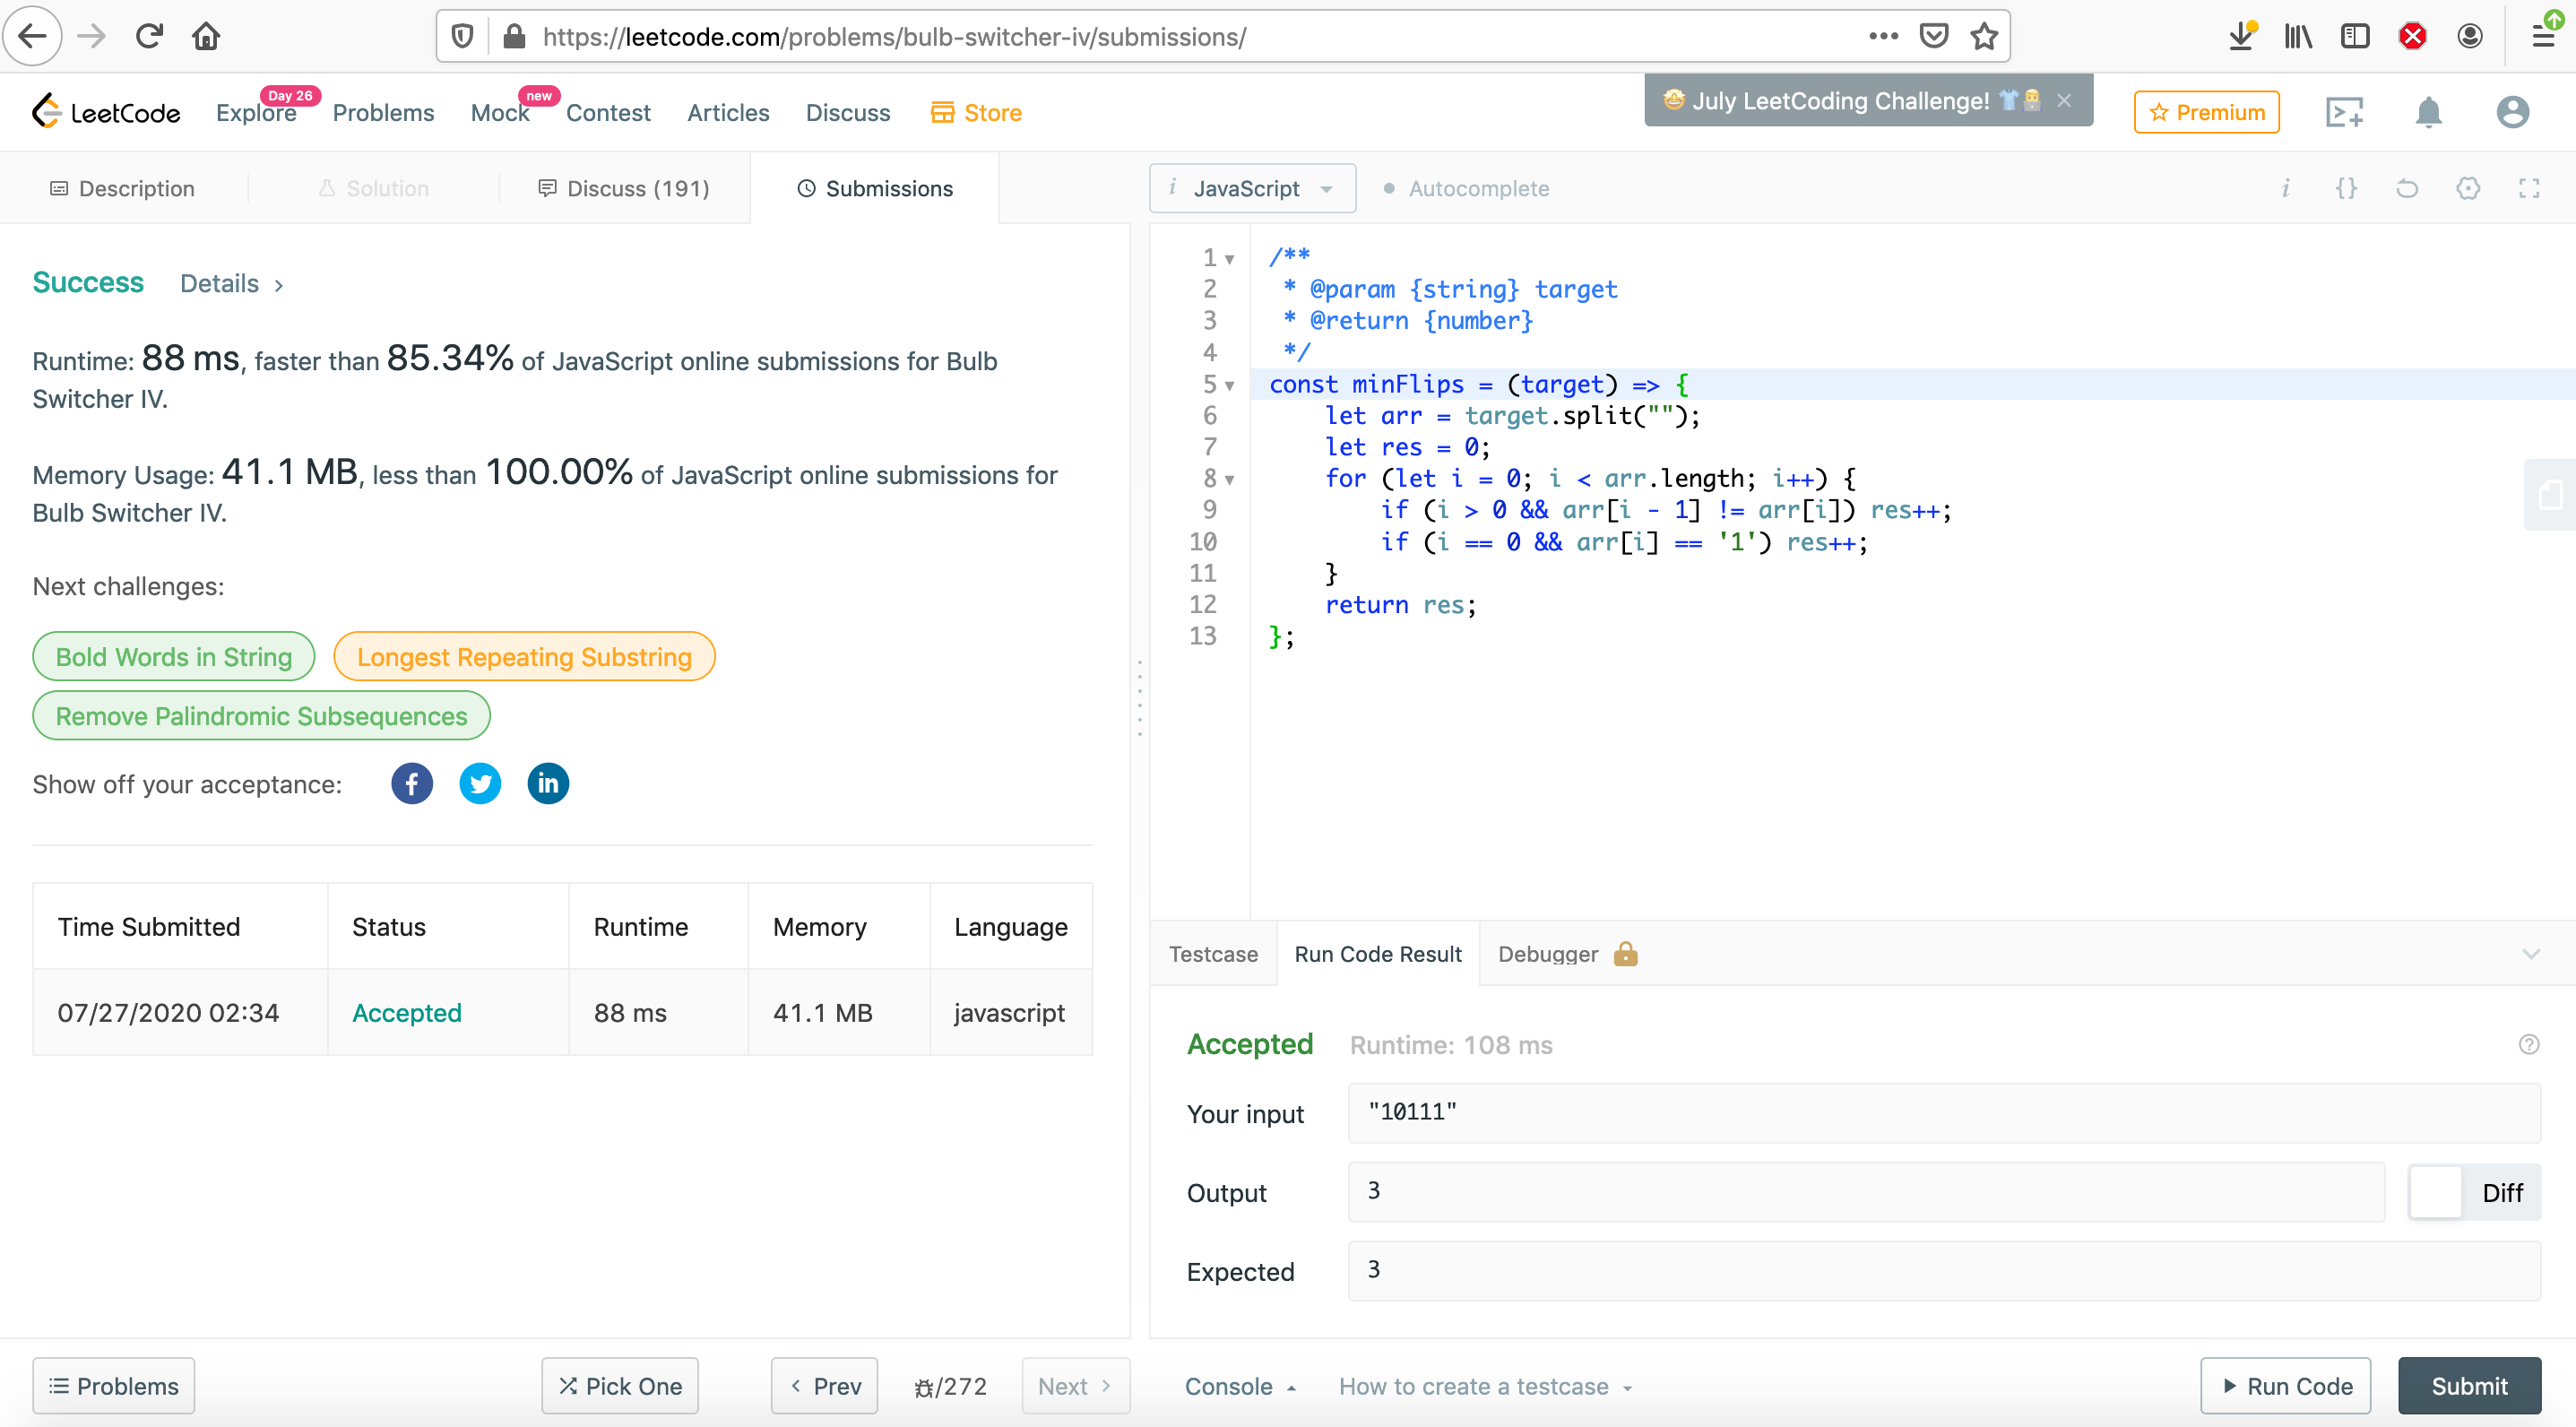 https://leetcode.com/problems/bulb-switcher-iv/submissions/
LeetCode Explore Day 26 Problems Mock new Contest Articles Discuss Store
🤩 July LeetCoding Challenge! 👕 ×
Premium
Description Solution Discuss (191) Submissions
Success Details >
Runtime: 88 ms, faster than 85.34% of JavaScript online submissions for Bulb
Switcher IV.
Memory Usage: 41.1 MB, less than 100.00% of JavaScript online submissions for
Bulb Switcher IV.
Next challenges:
Bold Words in String Longest Repeating Substring
Remove Palindromic Subsequences
Show off your acceptance:
Time Submitted Status Runtime Memory Language
07/27/2020 02:34 Accepted 88 ms 41.1 MB javascript
Problems Pick One < Prev /272 Next >
i JavaScript Autocomplete
1 /**
2  * @param {string} target
3  * @return {number}
4  */
5 const minFlips = (target) => {
6     let arr = target.split("");
7     let res = 0;
8     for (let i = 0; i < arr.length; i++) {
9         if (i > 0 && arr[i - 1] != arr[i]) res++;
10         if (i == 0 && arr[i] == '1') res++;
11     }
12     return res;
13 };
Testcase Run Code Result Debugger
Accepted Runtime: 108 ms
Your input "10111"
Output 3 Diff
Expected 3
Console How to create a testcase Run Code Submit